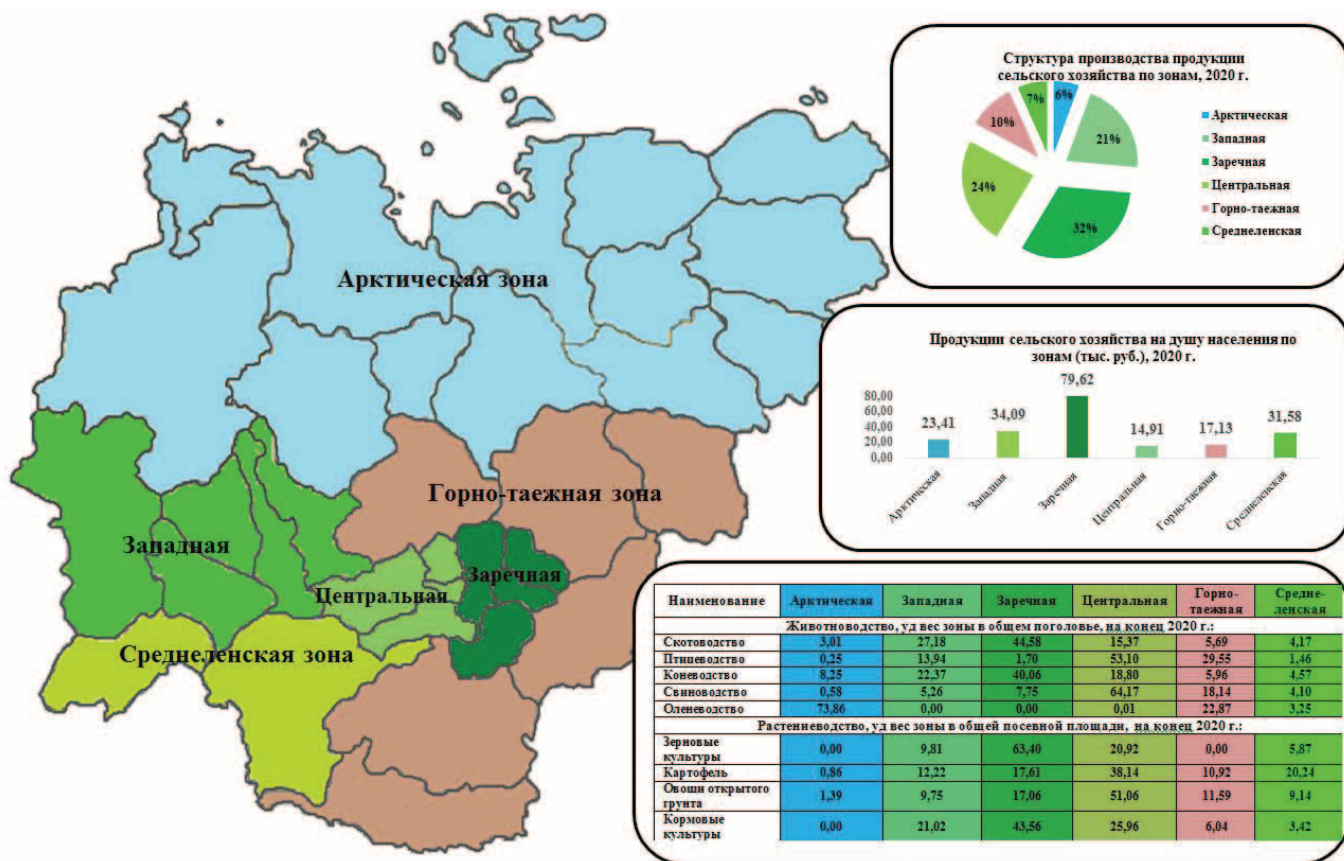 Арктическая зона
Горно-таежная зона
Западная
Заречная
Центральная
Среднеленская зона
Структура производства продукции
сельского хозяйства по зонам, 2020 г.
7%
6%
10%
21%
24%
32%
Арктическая
Западная
Заречная
Центральная
Горно-таежная
Среднеленская
Продукции сельского хозяйства на душу населения по
зонам (тыс. руб.), 2020 г.
80,00
60,00
40,00
20,00
0,00
23,41
34,09
79,62
14,91
17,13
31,58
Арктическая
Западная
Заречная
Центральная
Горно-таежная
Среднеленская
Наименование Арктическая Западная Заречная Центральная Горно- Средне-
таежная ленская
Животноводство, уд вес зоны в общем поголовье, на конец 2020 г.:
Скотоводство 3,01 27,18 44,58 15,37 5,69 4,17
Птицеводство 0,25 13,94 1,70 53,10 29,55 1,46
Коневодство 8,25 22,37 40,06 18,80 5,96 4,57
Свиноводство 0,58 5,26 7,75 64,17 18,14 4,10
Оленеводство 73,86 0,00 0,00 0,01 22,87 3,25
Растениеводство, уд вес зоны в общей посевной площади, на конец 2020 г.:
Зерновые
культуры 0,00 9,81 63,40 20,92 0,00 5,87
Картофель 0,86 12,22 17,61 38,14 10,92 20,24
Овощи открытого
грунта 1,39 9,75 17,06 51,06 11,59 9,14
Кормовые
культуры 0,00 21,02 43,56 25,96 6,04 3,42